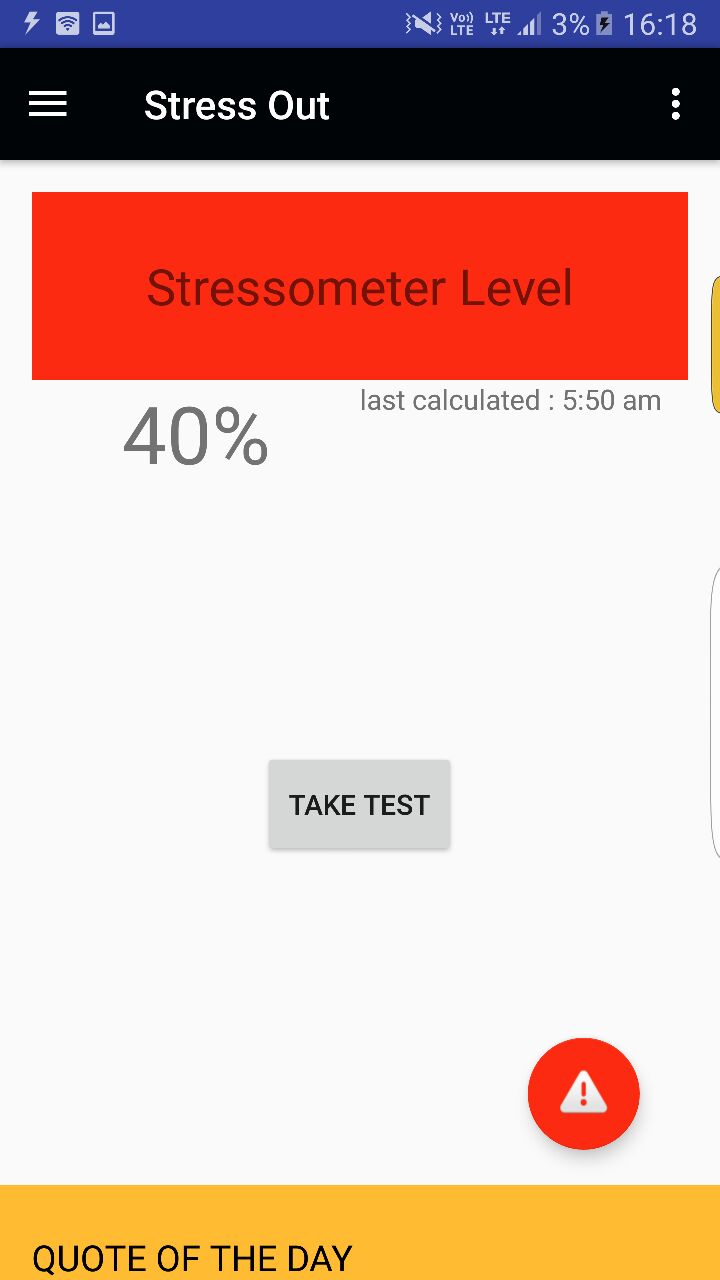 Vo)) LTE LTE 3% 16:18
Stress Out
Stressometer Level
last calculated : 5:50 am
40%
TAKE TEST
QUOTE OF THE DAY